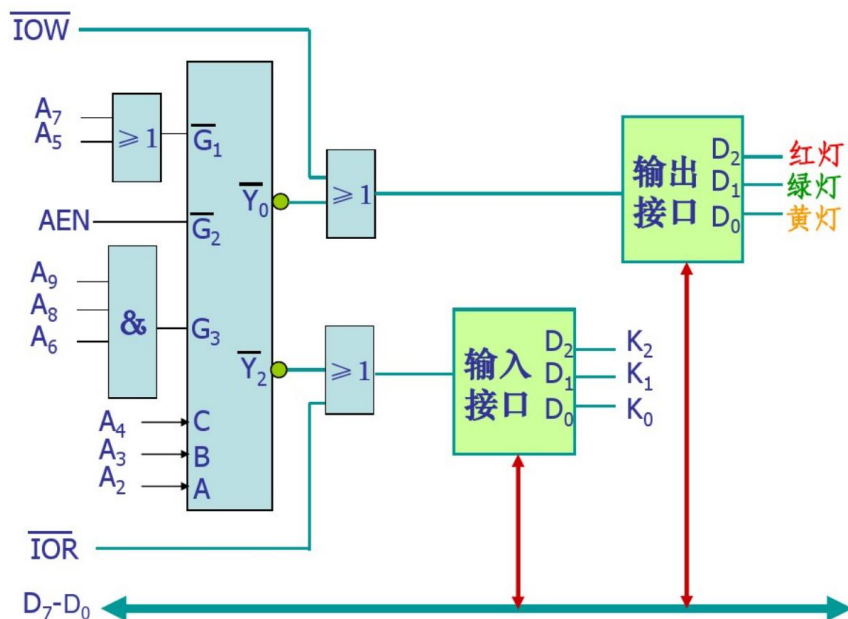 IOW
A7
A5
≥1
G1
AEN
G2
Y0
≥1
输出
接口
D2
D1
D0
红灯
绿灯
黄灯
A9
A8
A6
&
G3
Y2
≥1
输入
接口
D2
D1
D0
K2
K1
K0
A4
A3
A2
C
B
A
IOR
D7-D0